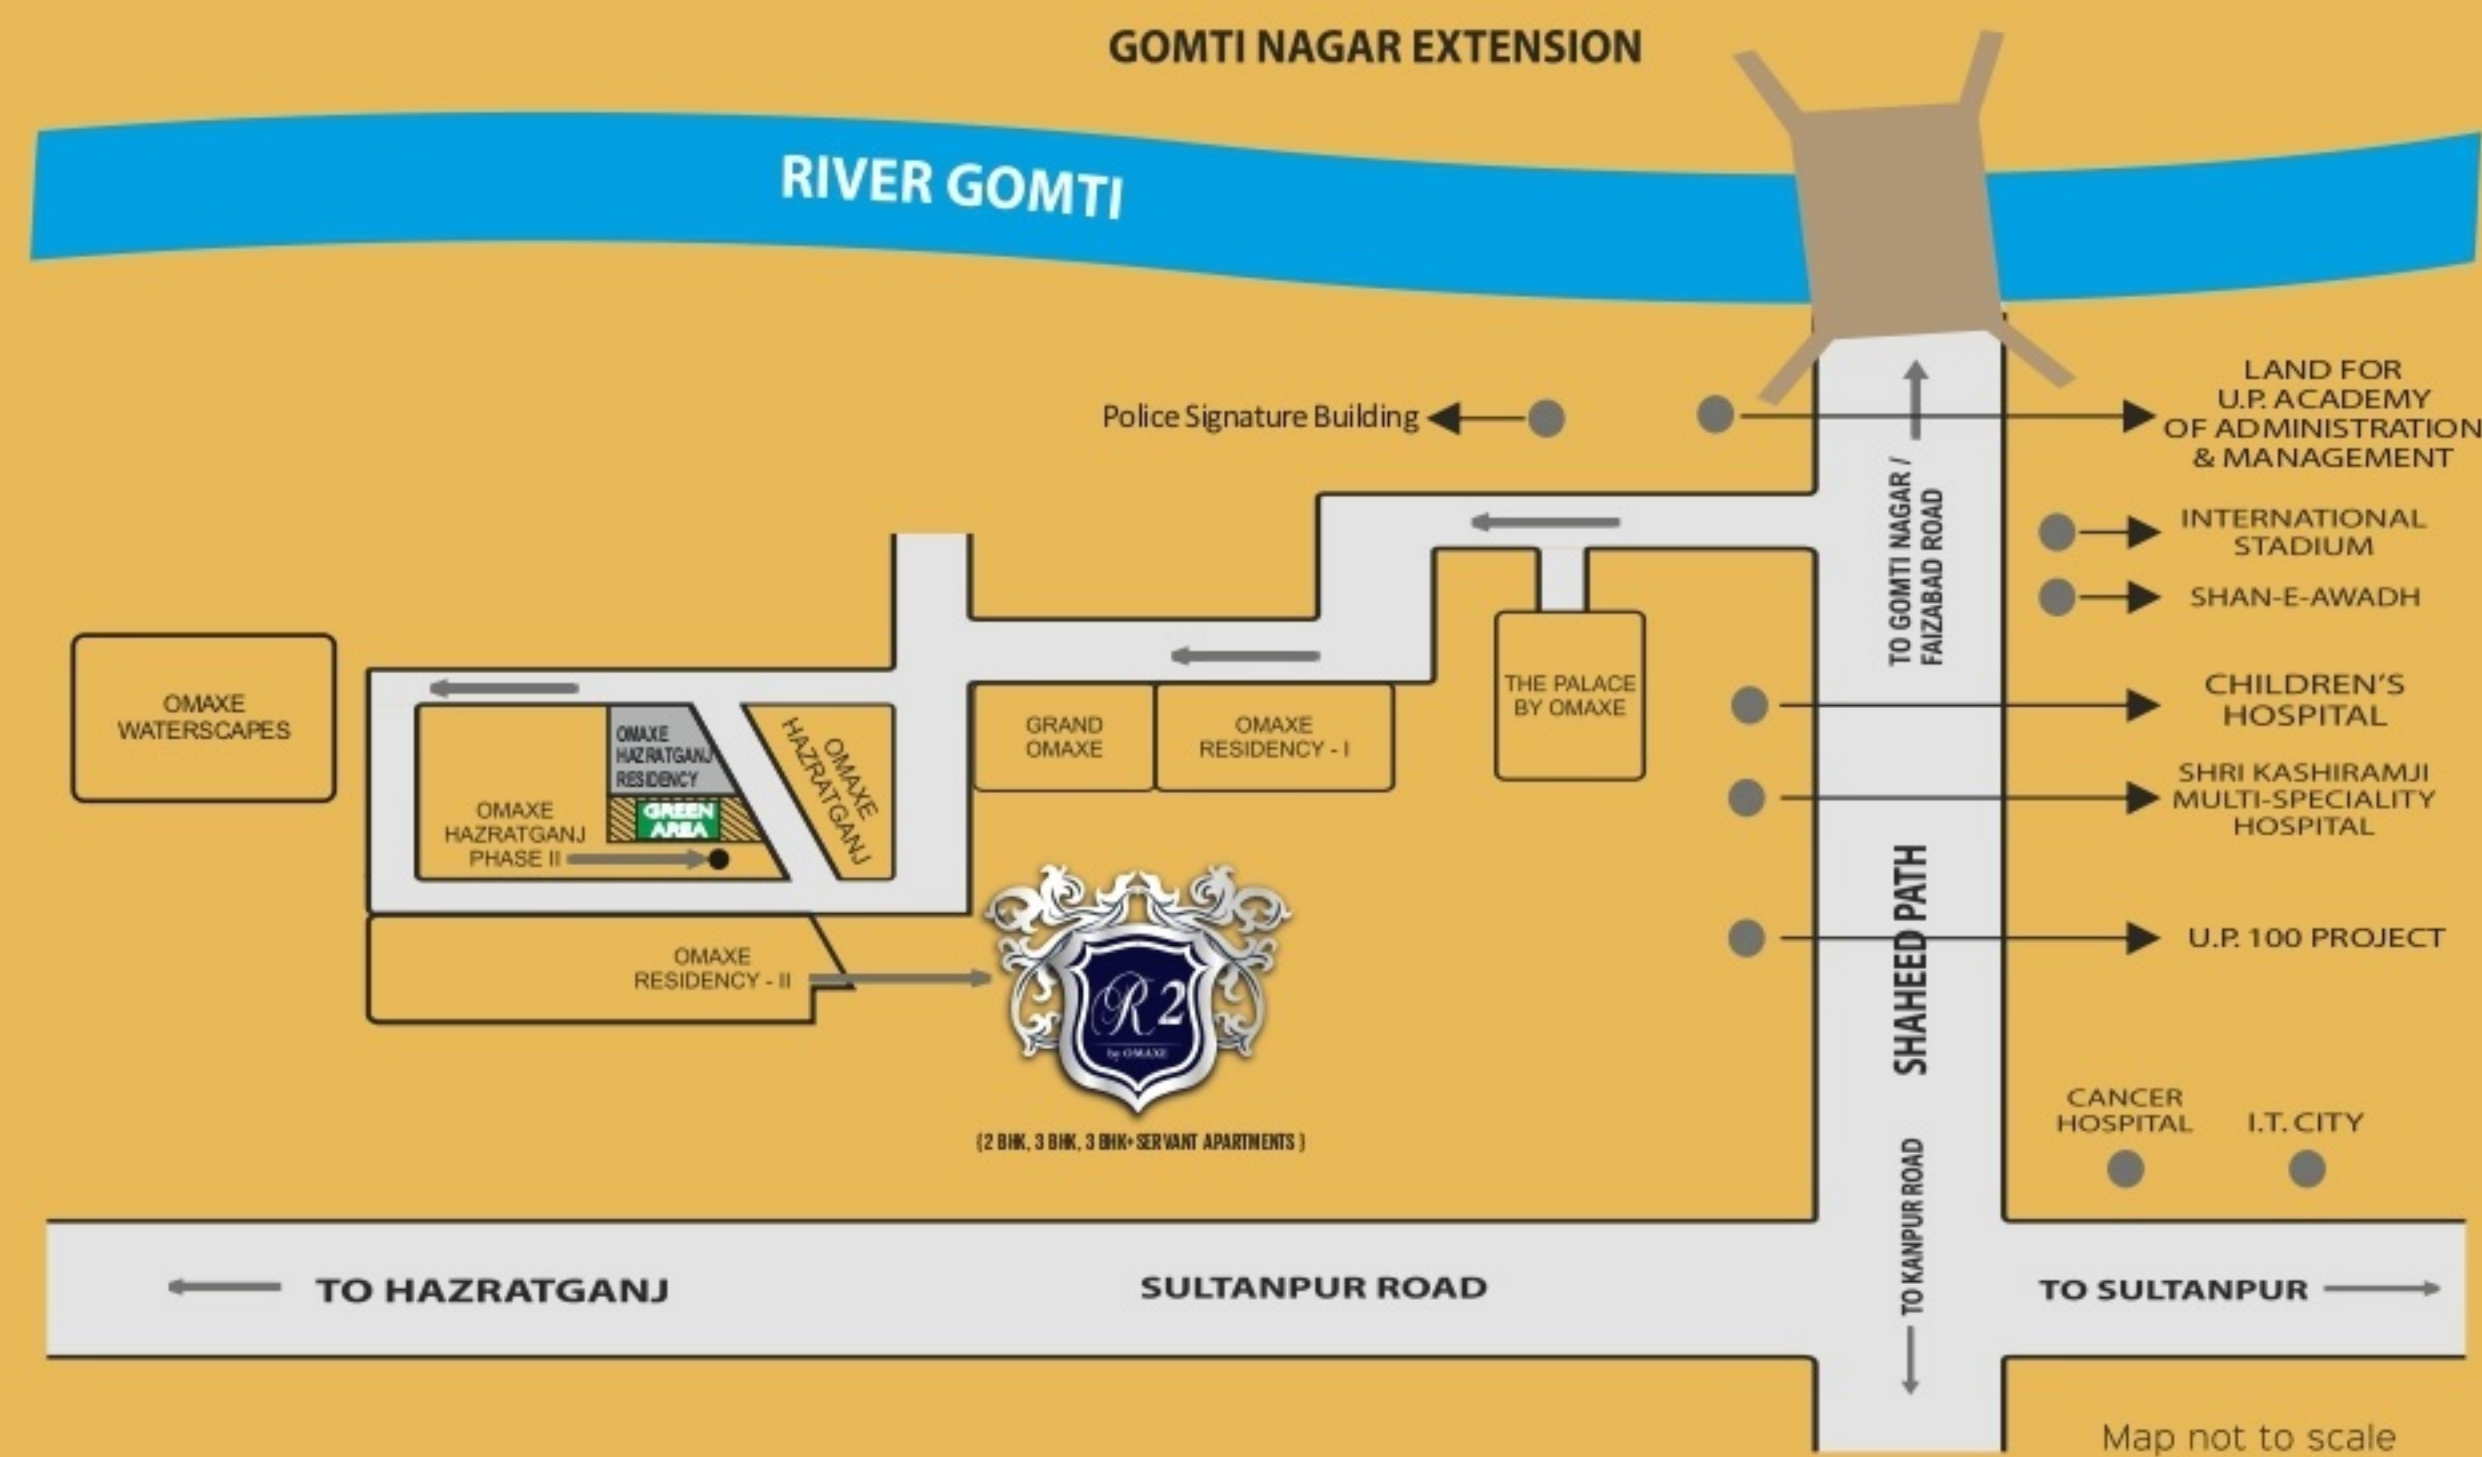 GOMTI NAGAR EXTENSION
RIVER GOMTI
Police Signature Building
LAND FOR
U.P. ACADEMY
OF ADMINISTRATION
& MANAGEMENT
INTERNATIONAL
STADIUM
SHAN-E-AWADH
TO GOMTI NAGAR /
FAIZABAD ROAD
CHILDREN'S
HOSPITAL
SHRI KASHIRAMJI
MULTI-SPECIALITY
HOSPITAL
SHAHEED PATH
U.P. 100 PROJECT
OMAXE
WATERSCAPES
OMAXE
HAZRATGANJ
RESIDENCY
GREEN
AREA
OMAXE
HAZRATGANJ
PHASE II
OMAXE
HAZRATGANJ
GRAND
OMAXE
OMAXE
RESIDENCY - I
THE PALACE
BY OMAXE
OMAXE
RESIDENCY - II
R2
by OMAXE
{2 BHK, 3 BHK, 3 BHK+SERVANT APARTMENTS }
CANCER
HOSPITAL
I.T. CITY
TO KANPUR ROAD
TO HAZRATGANJ
SULTANPUR ROAD
TO SULTANPUR
Map not to scale